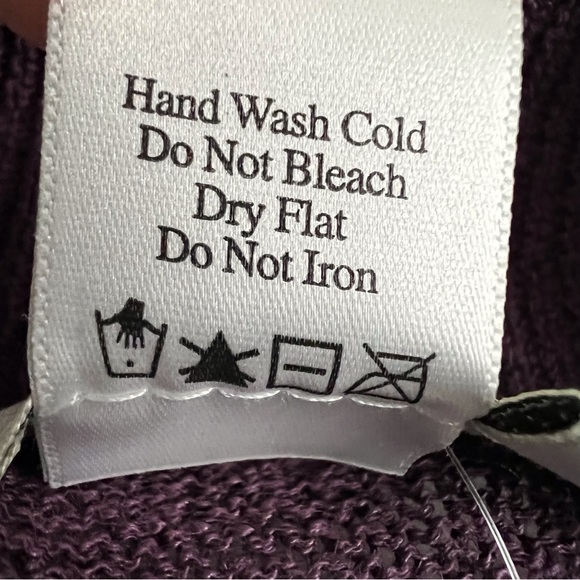 Hand Wash Cold
Do Not Bleach
Dry Flat
Do Not Iron